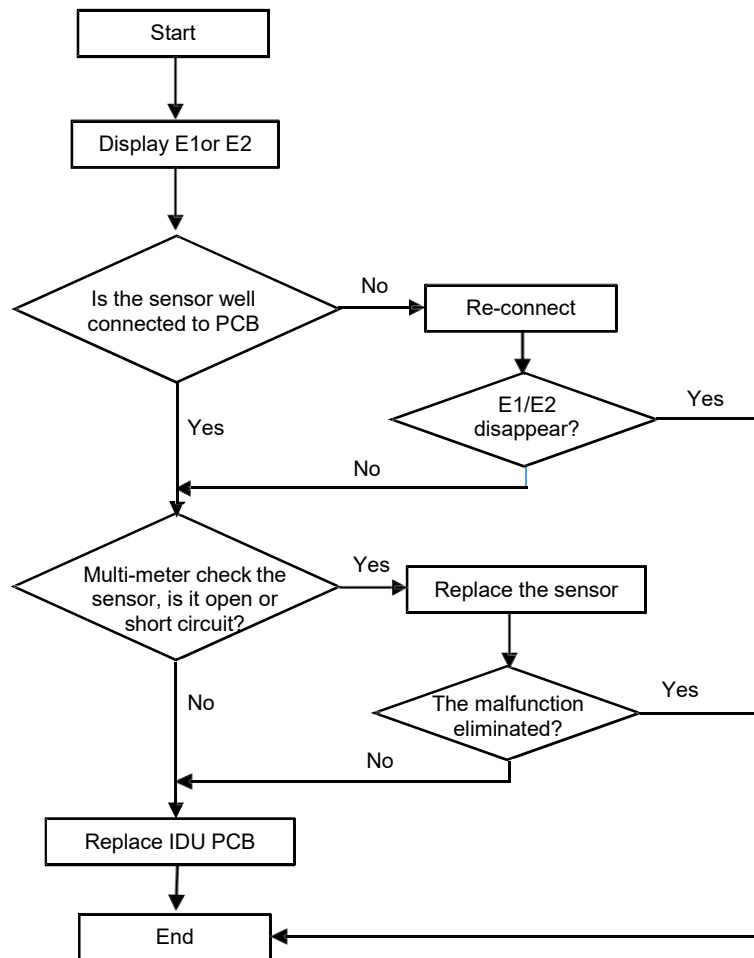 Start
Display E1or E2
Is the sensor well
connected to PCB
No
Re-connect
E1/E2
disappear?
Yes
Yes
No
Multi-meter check the
sensor, is it open or
short circuit?
Yes
Replace the sensor
No
The malfunction
eliminated?
Yes
No
Replace IDU PCB
End